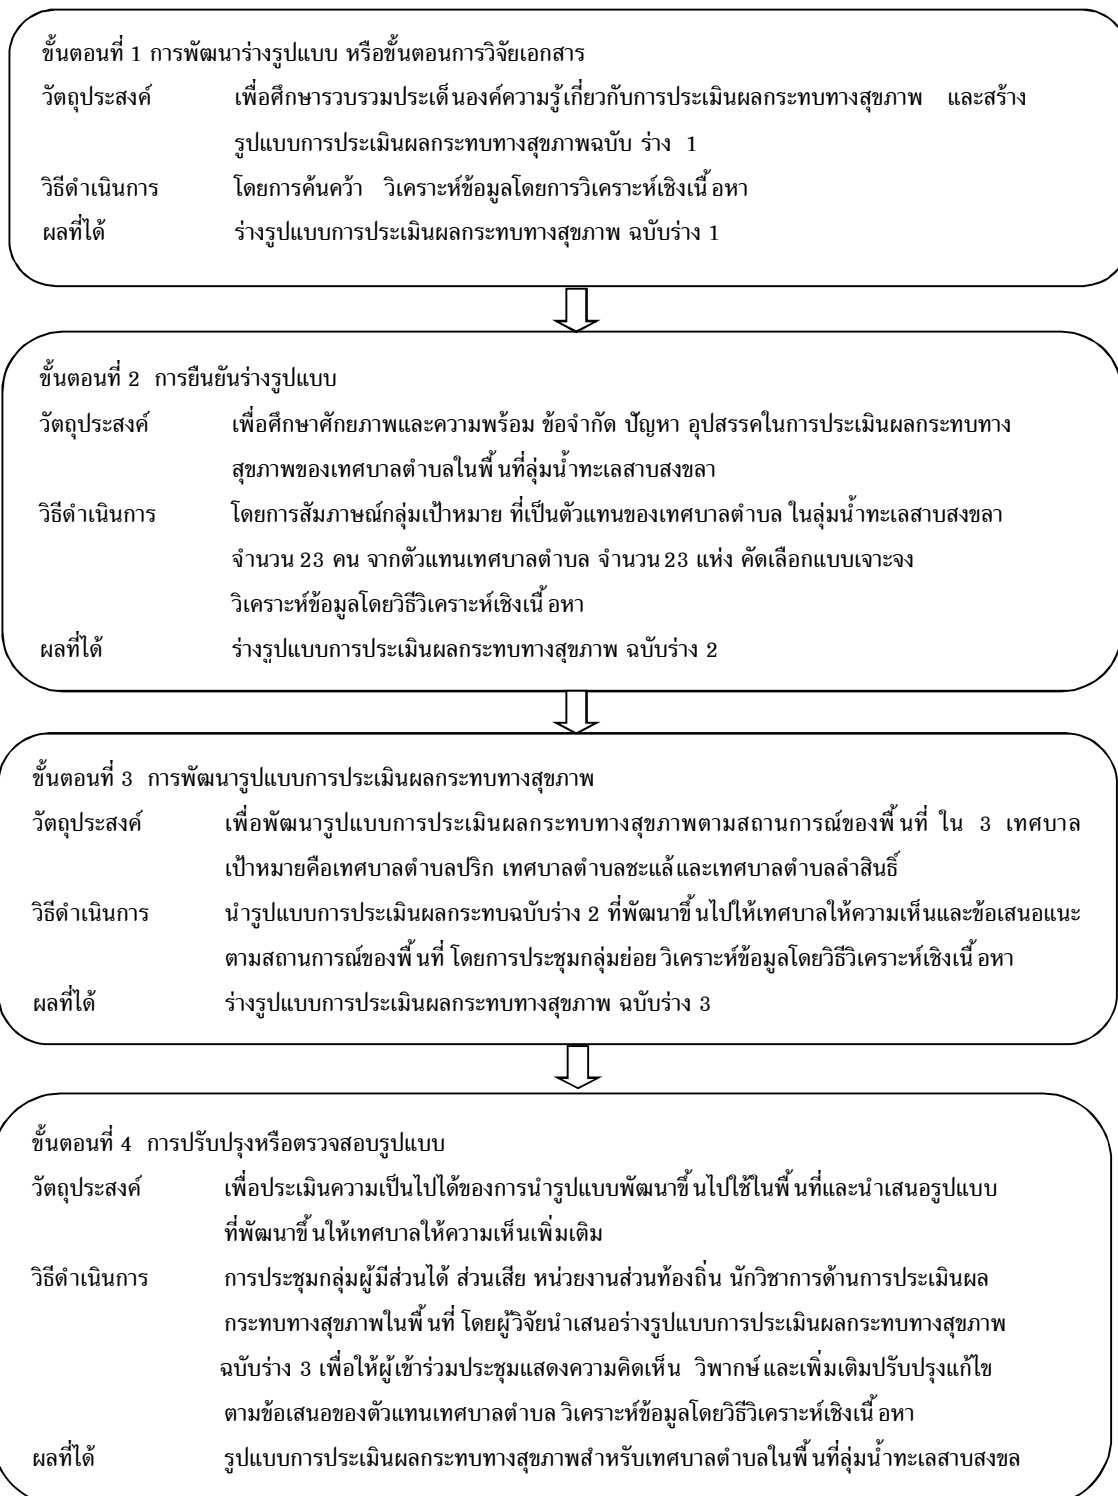 ขั้นตอนที่ 1 การพัฒนาร่างรูปแบบ หรือขั้นตอนการวิจัยเอกสาร
วัตถุประสงค์ เพื่อศึกษารวบรวมประเด็นองค์ความรู้เกี่ยวกับการประเมินผลกระทบทางสุขภาพ และสร้าง
รูปแบบการประเมินผลกระทบทางสุขภาพฉบับ ร่าง 1
วิธีดำเนินการ โดยการค้นคว้า วิเคราะห์ข้อมูลโดยการวิเคราะห์เชิงเนื้อหา
ผลที่ได้ ร่างรูปแบบการประเมินผลกระทบทางสุขภาพ ฉบับร่าง 1
ขั้นตอนที่ 2 การยืนยันร่างรูปแบบ
วัตถุประสงค์ เพื่อศึกษาศักยภาพและความพร้อม ข้อจำกัด ปัญหา อุปสรรคในการประเมินผลกระทบทาง
สุขภาพของเทศบาลตำบลในพื้นที่ลุ่มน้ำทะเลสาบสงขลา
วิธีดำเนินการ โดยการสัมภาษณ์กลุ่มเป้าหมาย ที่เป็นตัวแทนของเทศบาลตำบล ในลุ่มน้ำทะเลสาบสงขลา
จำนวน 23 คน จากตัวแทนเทศบาลตำบล จำนวน 23 แห่ง คัดเลือกแบบเจาะจง
วิเคราะห์ข้อมูลโดยวิธีวิเคราะห์เชิงเนื้อหา
ผลที่ได้ ร่างรูปแบบการประเมินผลกระทบทางสุขภาพ ฉบับร่าง 2
ขั้นตอนที่ 3 การพัฒนารูปแบบการประเมินผลกระทบทางสุขภาพ
วัตถุประสงค์ เพื่อพัฒนารูปแบบการประเมินผลกระทบทางสุขภาพตามสถานการณ์ของพื้นที่ ใน 3 เทศบาล
เป้าหมายคือเทศบาลตำบลปริก เทศบาลตำบลชะแล้และเทศบาลตำบลลำสินธิ์
วิธีดำเนินการ นำรูปแบบการประเมินผลกระทบฉบับร่าง 2 ที่พัฒนาขึ้นไปให้เทศบาลให้ความเห็นและข้อเสนอแนะ
ตามสถานการณ์ของพื้นที่ โดยการประชุมกลุ่มย่อย วิเคราะห์ข้อมูลโดยวิธีวิเคราะห์เชิงเนื้อหา
ผลที่ได้ ร่างรูปแบบการประเมินผลกระทบทางสุขภาพ ฉบับร่าง 3
ขั้นตอนที่ 4 การปรับปรุงหรือตรวจสอบรูปแบบ
วัตถุประสงค์ เพื่อประเมินความเป็นไปได้ของการนำรูปแบบพัฒนาขึ้นไปใช้ในพื้นที่และนำเสนอรูปแบบ
ที่พัฒนาขึ้นให้เทศบาลให้ความเห็นเพิ่มเติม
วิธีดำเนินการ การประชุมกลุ่มผู้มีส่วนได้ ส่วนเสีย หน่วยงานส่วนท้องถิ่น นักวิชาการด้านการประเมินผล
กระทบทางสุขภาพในพื้นที่ โดยผู้วิจัยนำเสนอร่างรูปแบบการประเมินผลกระทบทางสุขภาพ
ฉบับร่าง 3 เพื่อให้ผู้เข้าร่วมประชุมแสดงความคิดเห็น วิพากษ์และเพิ่มเติมปรับปรุงแก้ไข
ตามข้อเสนอของตัวแทนเทศบาลตำบล วิเคราะห์ข้อมูลโดยวิธีวิเคราะห์เชิงเนื้อหา
ผลที่ได้ รูปแบบการประเมินผลกระทบทางสุขภาพสำหรับเทศบาลตำบลในพื้นที่ลุ่มน้ำทะเลสาบสงขล